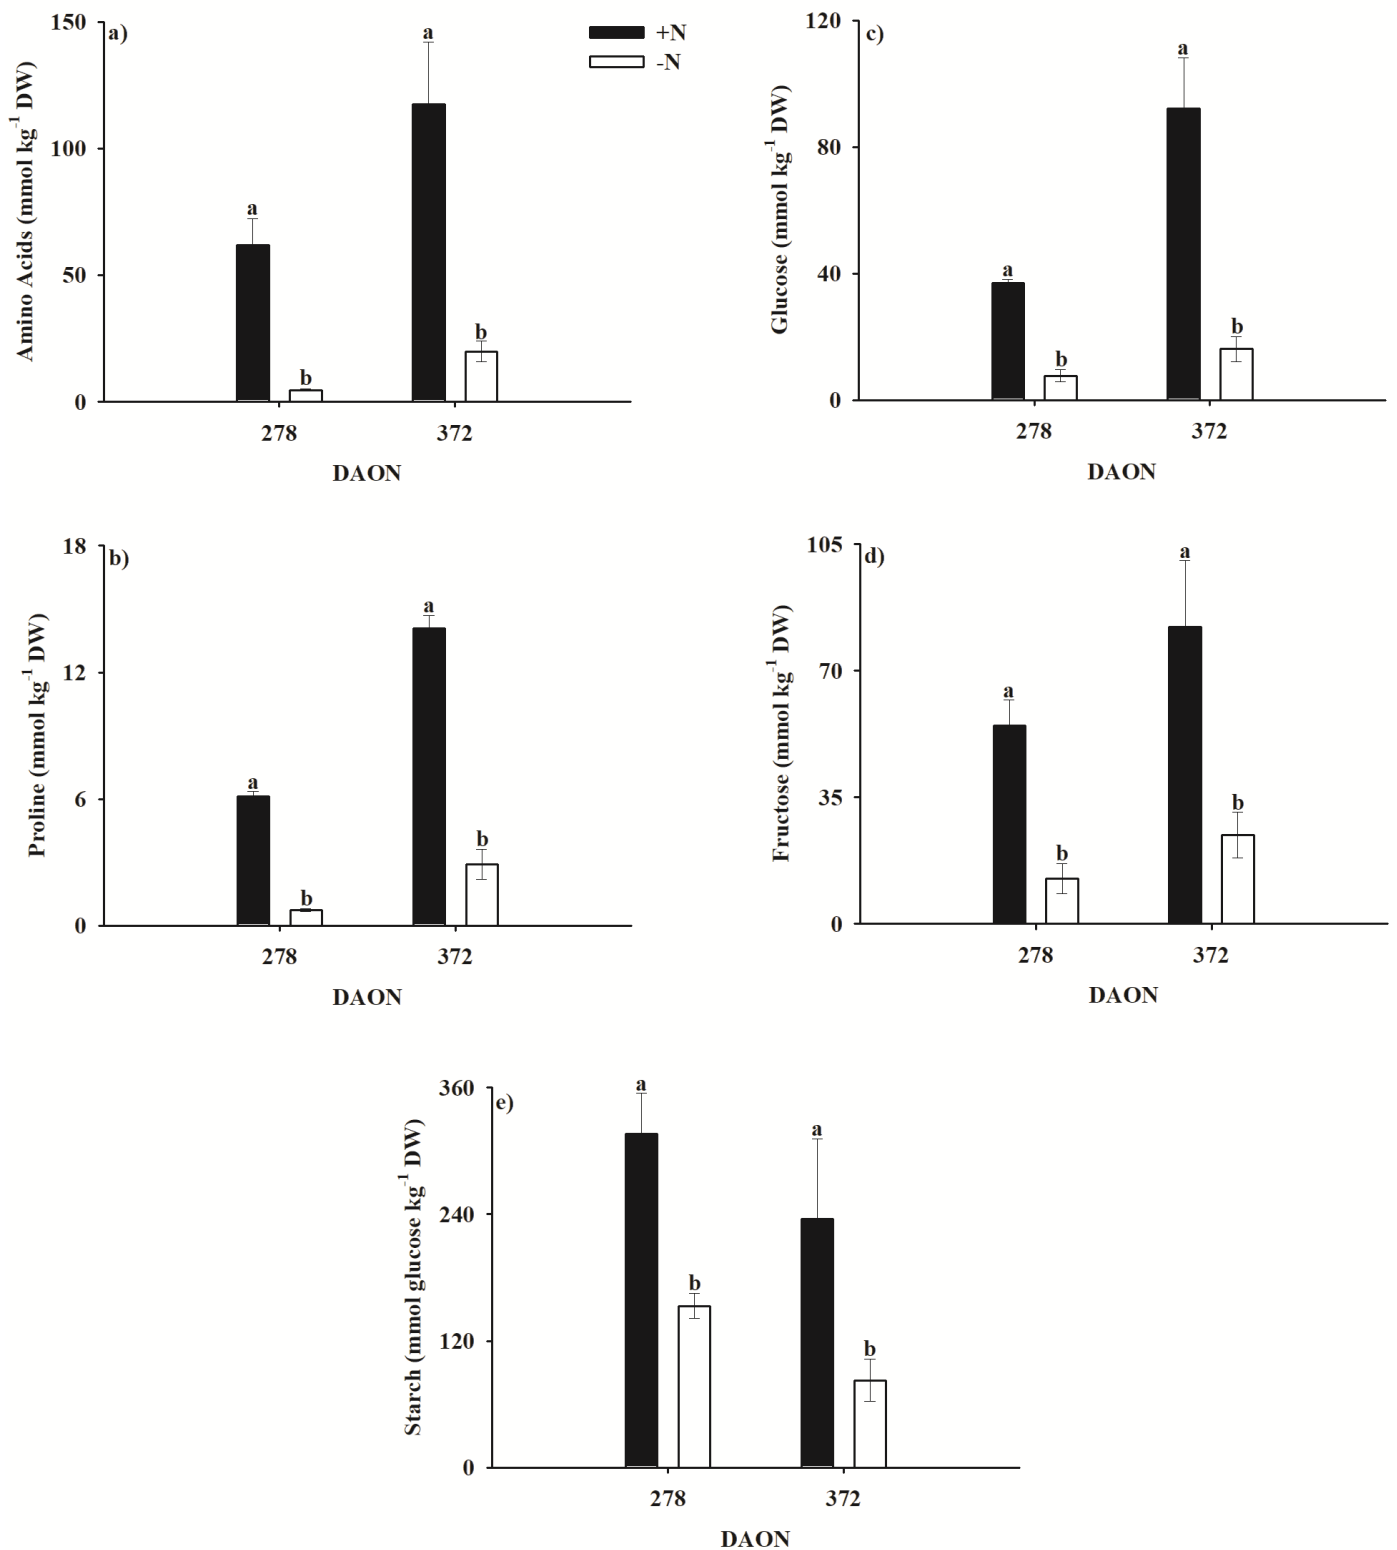 a)
+N
-N
Amino Acids (mmol kg⁻¹ DW)
150
100
50
0
a
b
a
b
278 372
DAON
c)
Glucose (mmol kg⁻¹ DW)
120
80
40
0
a
b
a
b
278 372
DAON
b)
Proline (mmol kg⁻¹ DW)
18
12
6
0
a
b
a
b
278 372
DAON
d)
Fructose (mmol kg⁻¹ DW)
105
70
35
0
a
b
a
b
278 372
DAON
e)
Starch (mmol glucose kg⁻¹ DW)
360
240
120
0
a
b
a
b
278 372
DAON